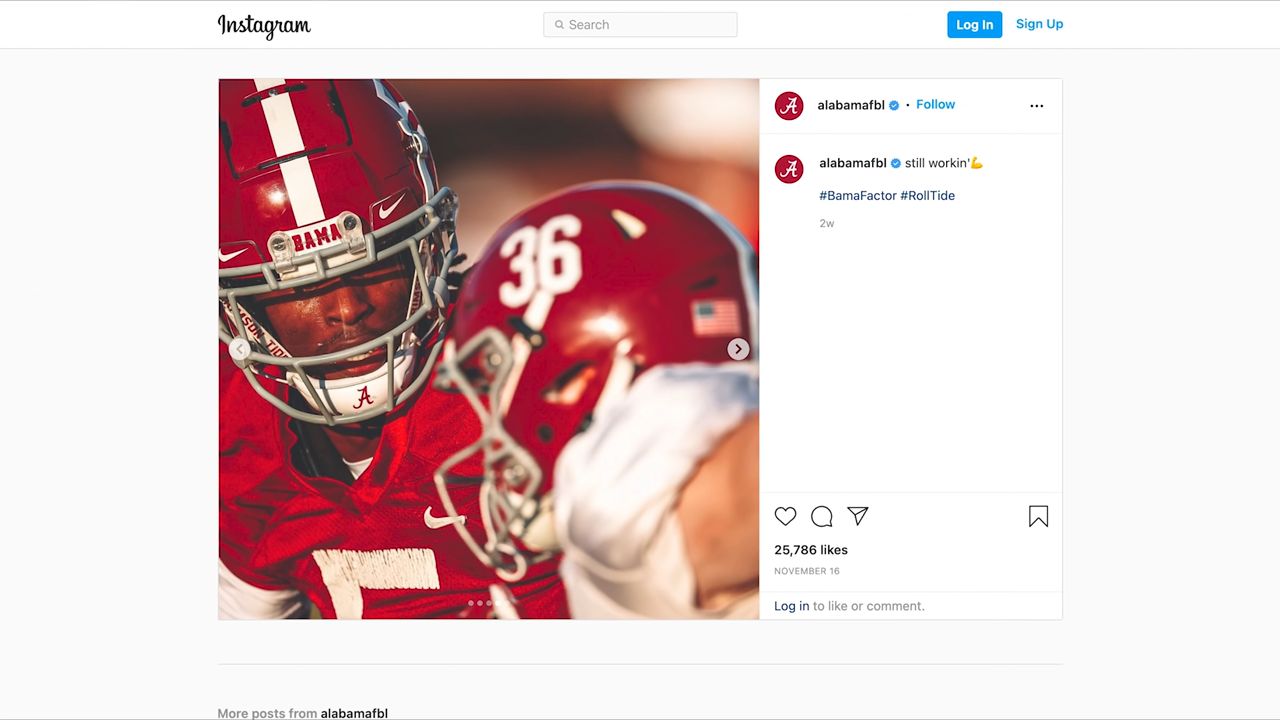 Instagram
Search
Log In
Sign Up
BAMA
36
A
alabamafbl • Follow
alabamafbl still workin'💪
#BamaFactor #RollTide
2w
25,786 likes
NOVEMBER 16
Log in to like or comment.
More posts from alabamafbl